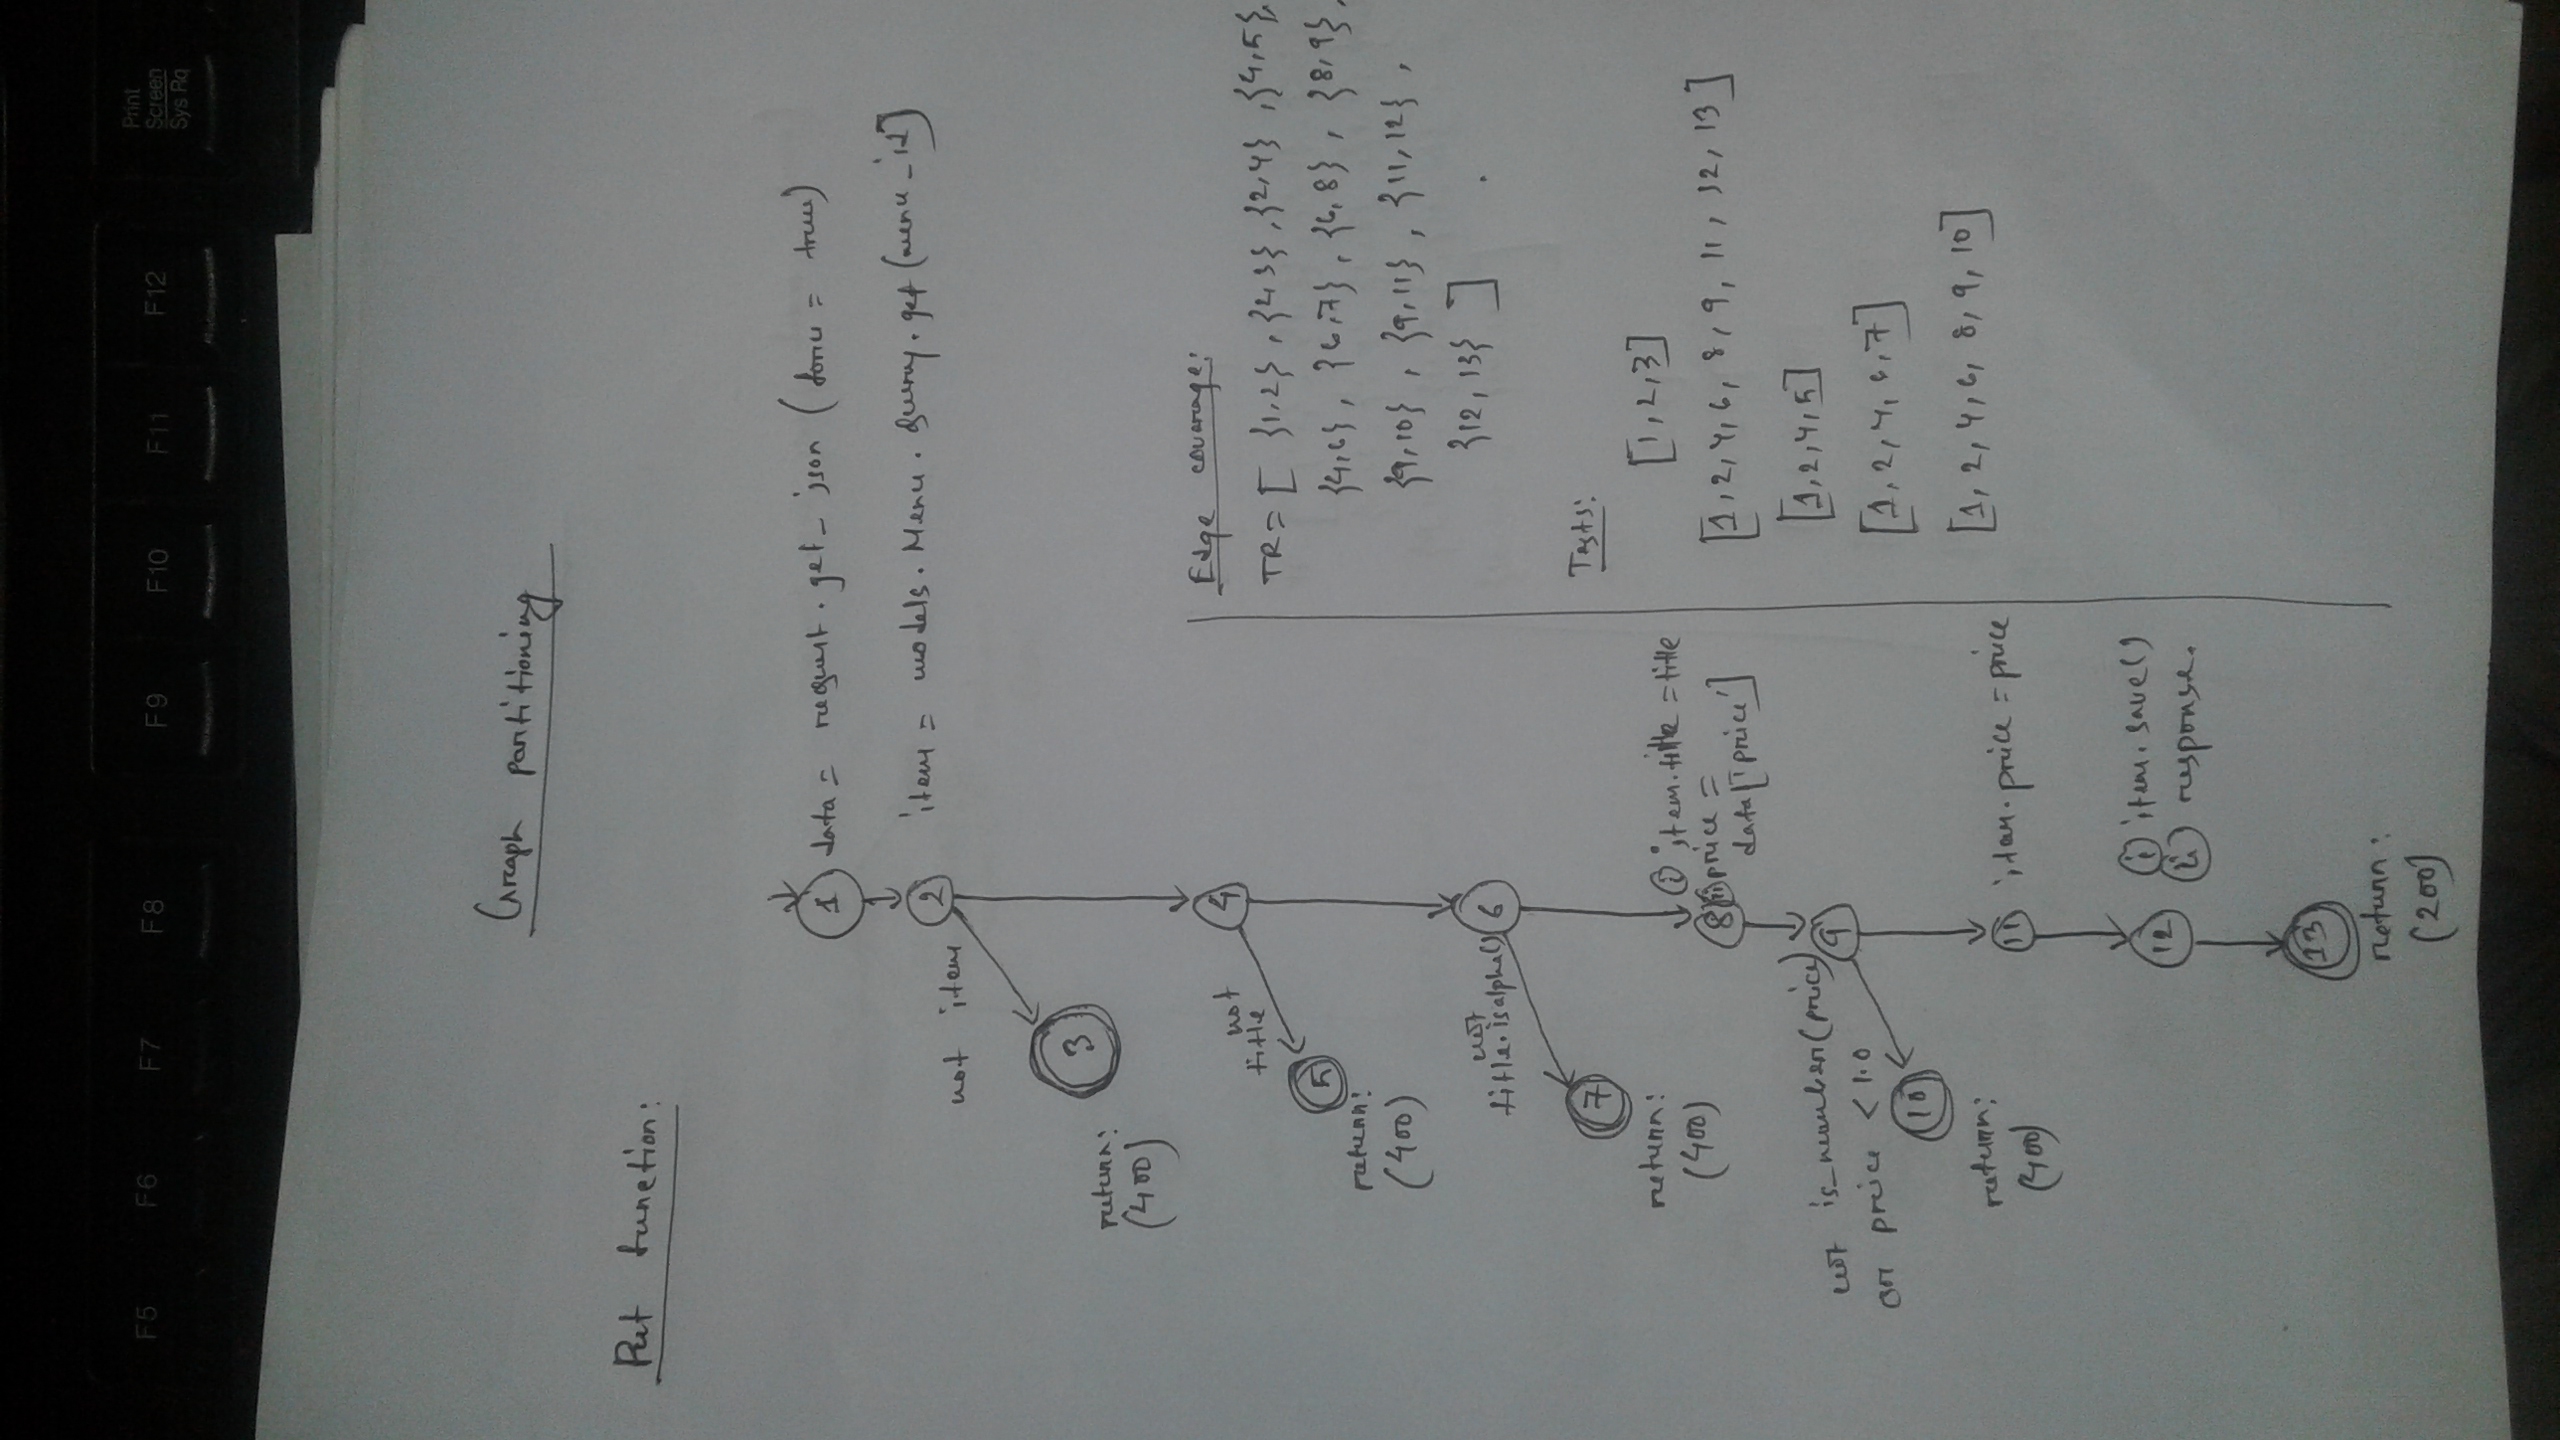 F5 F6 F7 F8 F9 F10 F11 F12 Print Screen Sys Rq
Graph partitioning
Put function:
1 data = request.get_json (force = true)
2 item = models.Menu.Query.get (menu_id]
not item
3
return:
(400)
4
not
title
5
return:
(400)
not
title.isalpha() 6
7
return:
(400)
i item.title = title
8 ii price =
data['price']
not is_number(price) 9
or price < 1.0
10
return:
(400)
11 item.price = price
12 i item.save()
ii response.
13
return:
(200)
Edge coverage:
TR = [ {1,2}, {2,3}, {2,4}, {4,5},
{4,6}, {6,7}, {6,8}, {8,9},
{9,10}, {9,11}, {11,12},
{12,13} ]
Tests:
[1,2,3]
[1,2,4,6,8,9,11,12,13]
[1,2,4,5]
[1,2,4,6,7]
[1,2,4,6,8,9,10]